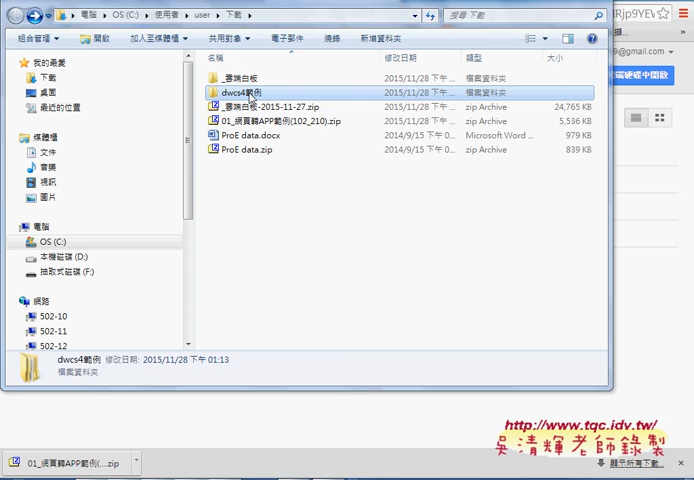 電腦 ▸ OS (C:) ▸ 使用者 ▸ user ▸ 下載 ▸
搜尋 下載
Rjp9YEV
組合管理 開啟 加入至媒體櫃 共用對象 電子郵件 燒錄 新增資料夾
9@gmail.com
端硬碟中開啟
名稱 修改日期 類型 大小
_雲端白板 2015/11/28 下午 ... 檔案資料夾
dwcs4範例 2015/11/28 下午 ... 檔案資料夾
_雲端白板-2015-11-27.zip 2015/11/28 下午 ... zip Archive 24,765 KB
01_網頁轉APP範例(102_210).zip 2015/11/28 下午 ... zip Archive 5,536 KB
ProE data.docx 2014/9/15 下午 0... Microsoft Word ... 979 KB
ProE data.zip 2014/9/15 下午 0... zip Archive 839 KB
我的最愛
下載
桌面
最近的位置
媒體櫃
文件
音樂
視訊
圖片
電腦
OS (C:)
本機磁碟 (D:)
抽取式磁碟 (F:)
網路
502-10
502-11
502-12
dwcs4範例 修改日期: 2015/11/28 下午 01:13
檔案資料夾
http://www.tqc.idv.tw/
吳清輝老師錄製
01_網頁轉APP範例(....zip
顯示所有下載...